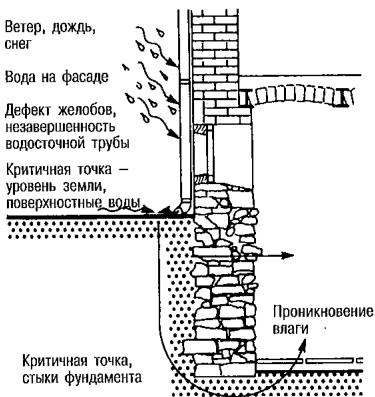 Ветер, дождь,
снег
Вода на фасаде
Дефект желобов,
незавершенность
водосточной трубы
Критичная точка –
уровень земли,
поверхностные воды
Проникновение
влаги
Критичная точка,
стыки фундамента